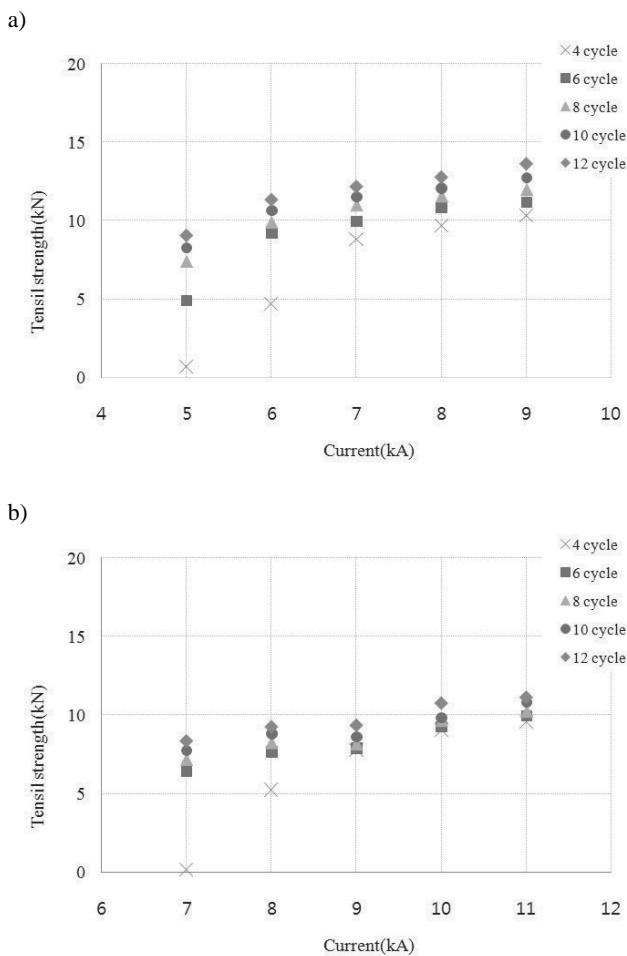 a)
20
15
10
5
0
Tensil strength(kN)
4 5 6 7 8 9 10
Current(kA)
4 cycle
6 cycle
8 cycle
10 cycle
12 cycle
b)
20
15
10
5
0
Tensil strength(kN)
6 7 8 9 10 11 12
Current(kA)
4 cycle
6 cycle
8 cycle
10 cycle
12 cycle